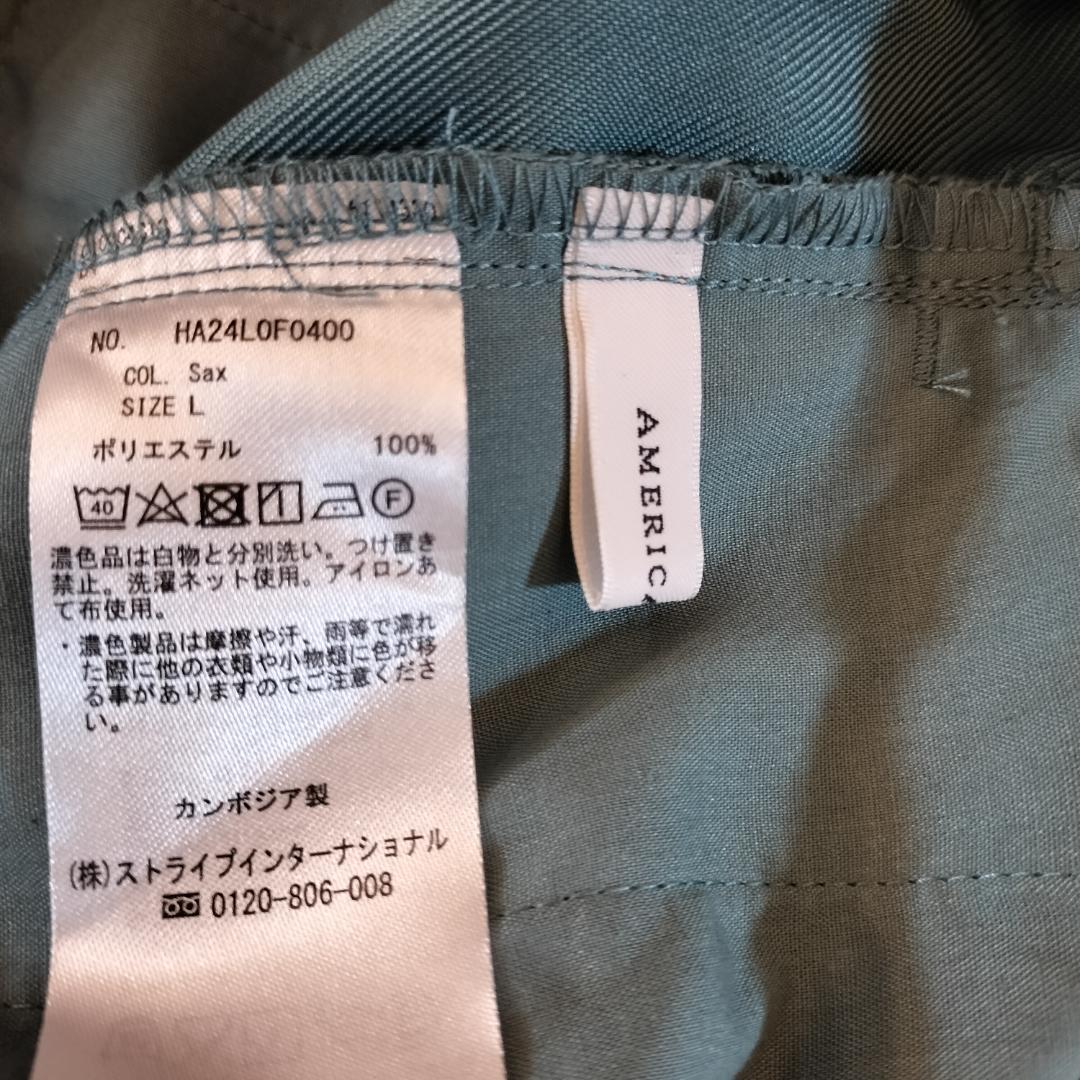 NO. HA24L0F0400
COL. Sax
SIZE L
ポリエステル 100%
40 F
濃色品は白物と分別洗い。つけ置き
禁止。洗濯ネット使用。アイロンあ
て布使用。
・濃色製品は摩擦や汗、雨等で濡れ
た際に他の衣類や小物類に色が移
る事がありますのでご注意くださ
い。
カンボジア製
(株)ストライプインターナショナル
0120-806-008
AMERICA